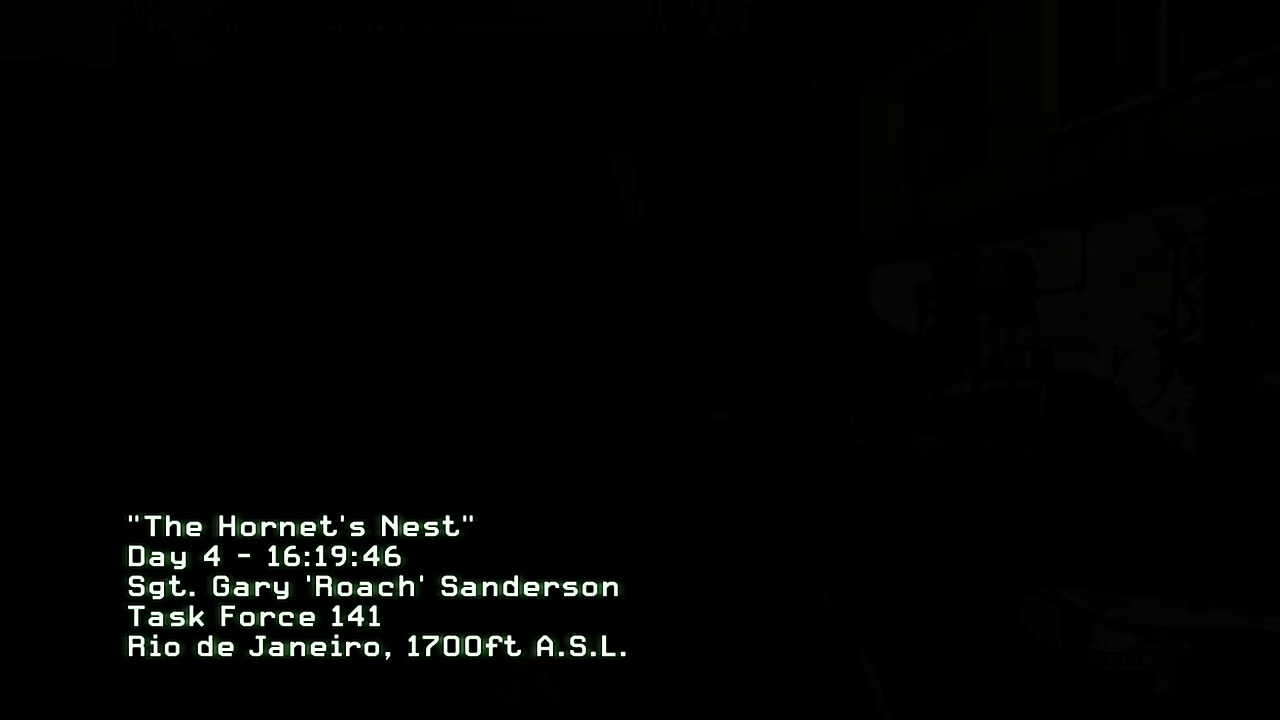 "The Hornet's Nest"
Day 4 - 16:19:46
Sgt. Gary 'Roach' Sanderson
Task Force 141
Rio de Janeiro, 1700ft A.S.L.